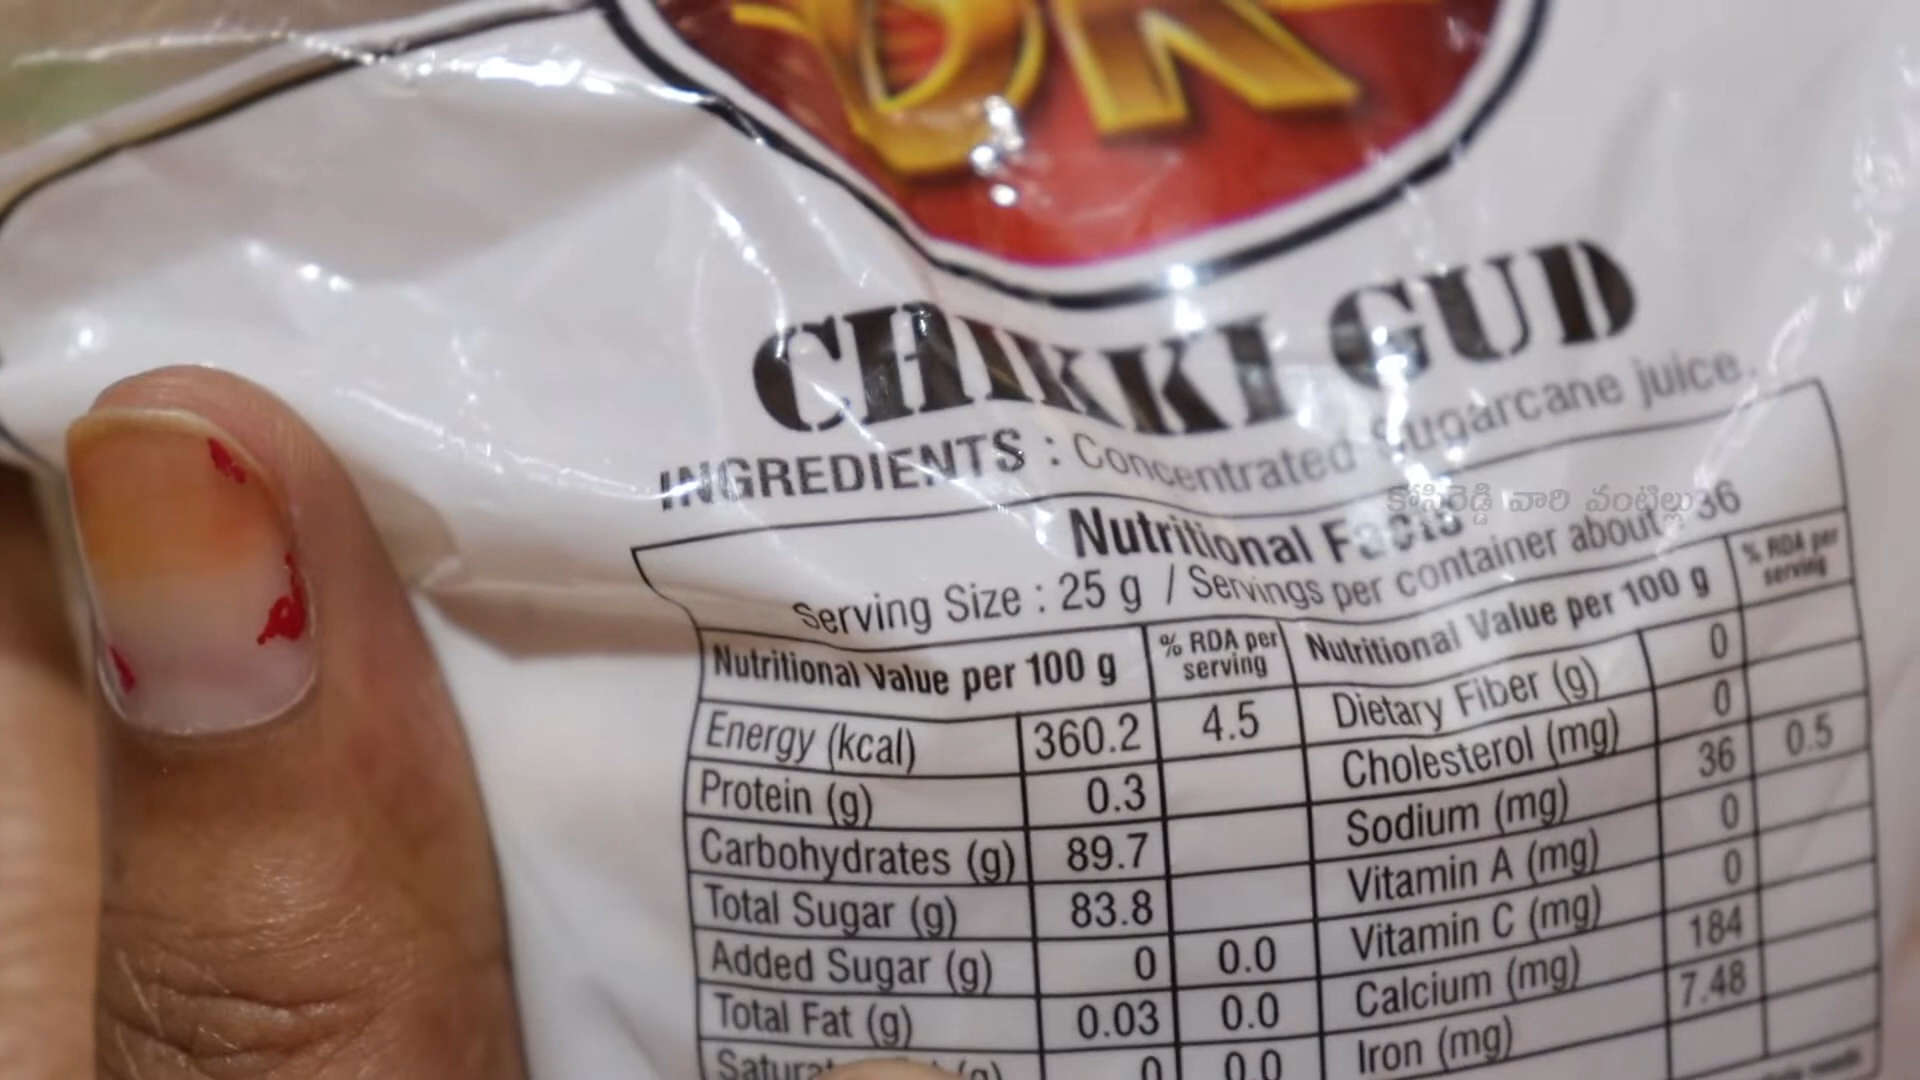 OK
CHIKKI GUD
INGREDIENTS : Concentrated Sugarcane juice.
కోసిరెడ్డి వారి వంటిల్లు
Nutritional Facts
Serving Size : 25 g / Servings per container about 36
Nutritional Value per 100 g % RDA per serving Nutritional Value per 100 g % RDA per serving
Energy (kcal) 360.2 4.5 Dietary Fiber (g) 0
Protein (g) 0.3 Cholesterol (mg) 0
Carbohydrates (g) 89.7 Sodium (mg) 36 0.5
Total Sugar (g) 83.8 Vitamin A (mg) 0
Added Sugar (g) 0 0.0 Vitamin C (mg) 0
Total Fat (g) 0.03 0.0 Calcium (mg) 184
0 0.0 Iron (mg) 7.48